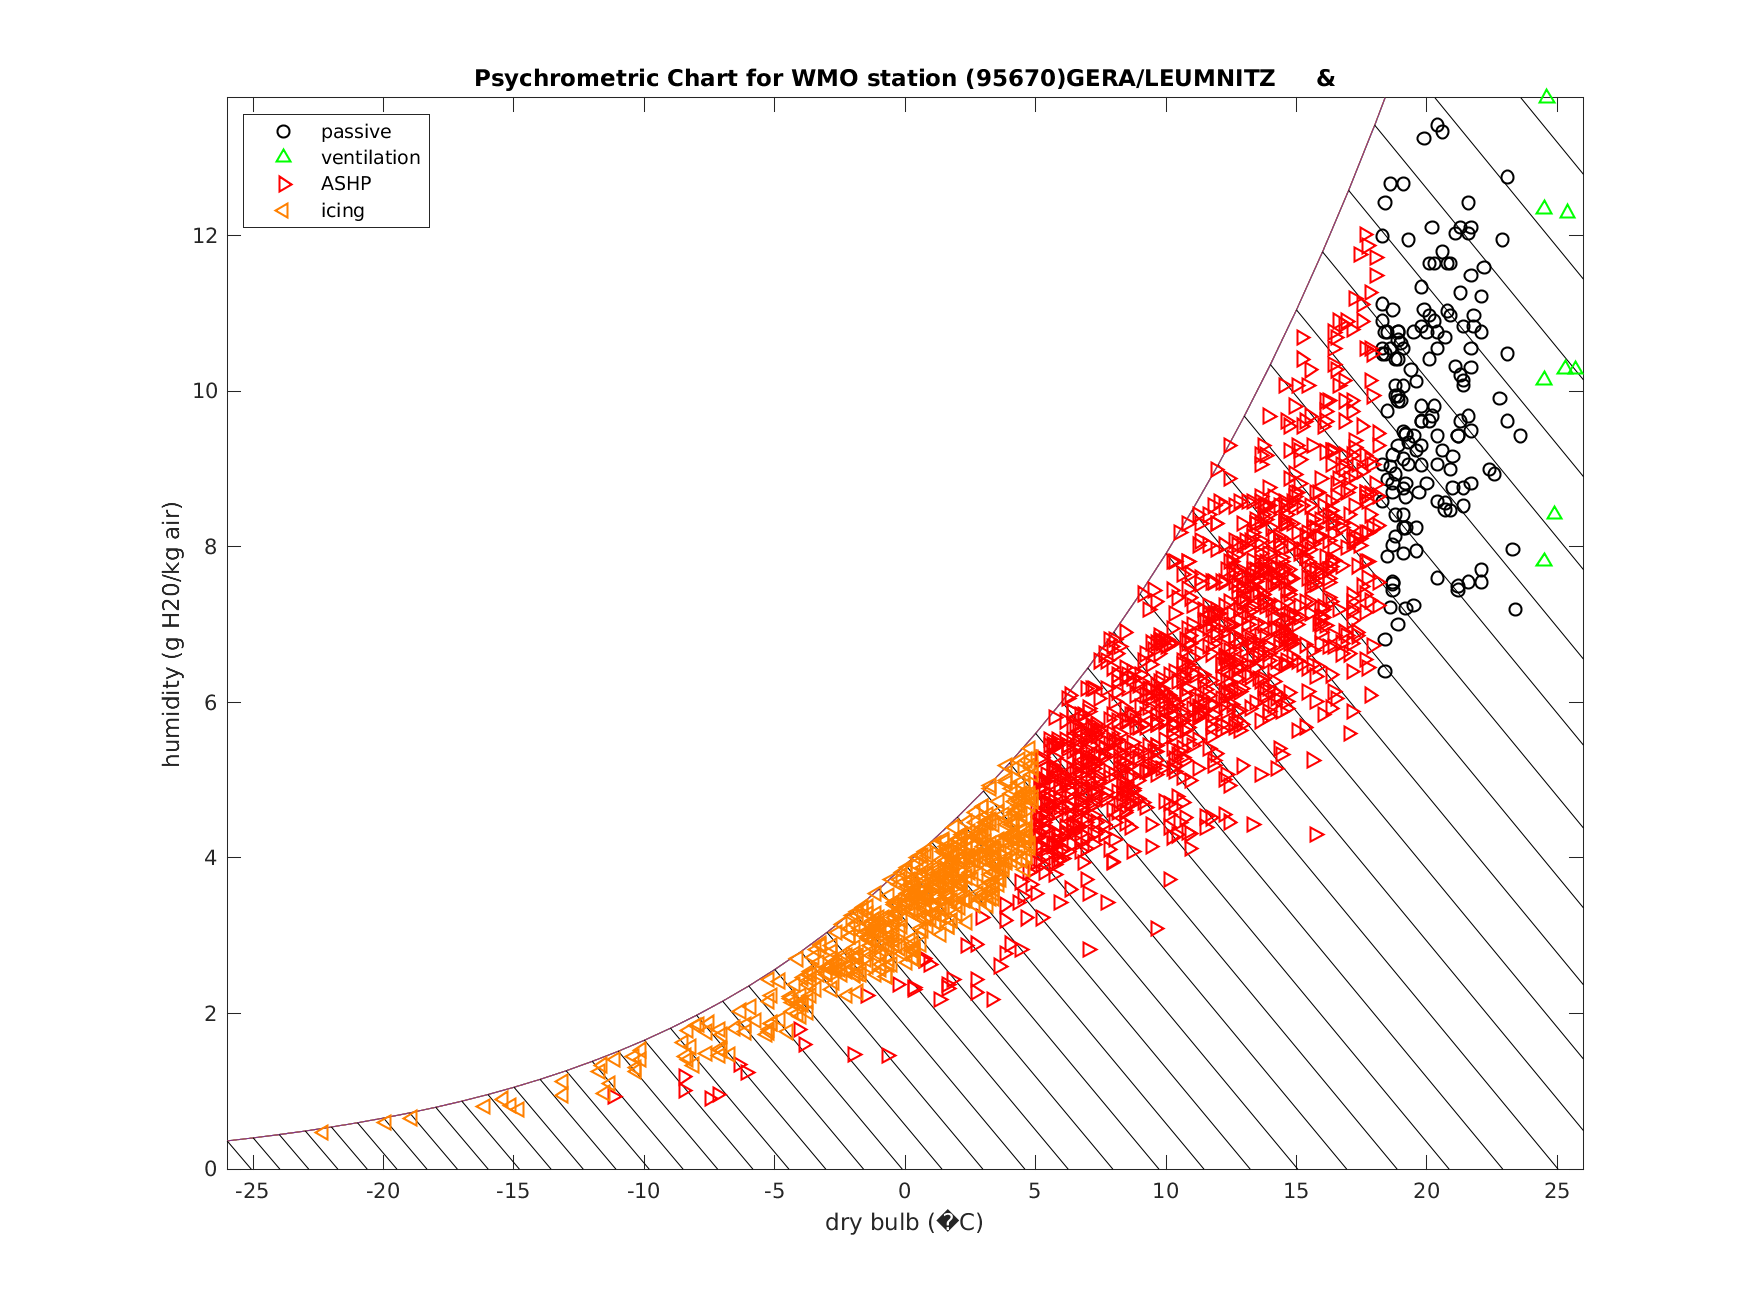 Psychrometric Chart for WMO station (95670)GERA/LEUMNITZ &
passive
ventilation
ASHP
icing
humidity (g H20/kg air)
12
10
8
6
4
2
0
-25 -20 -15 -10 -5 0 5 10 15 20 25
dry bulb (�C)